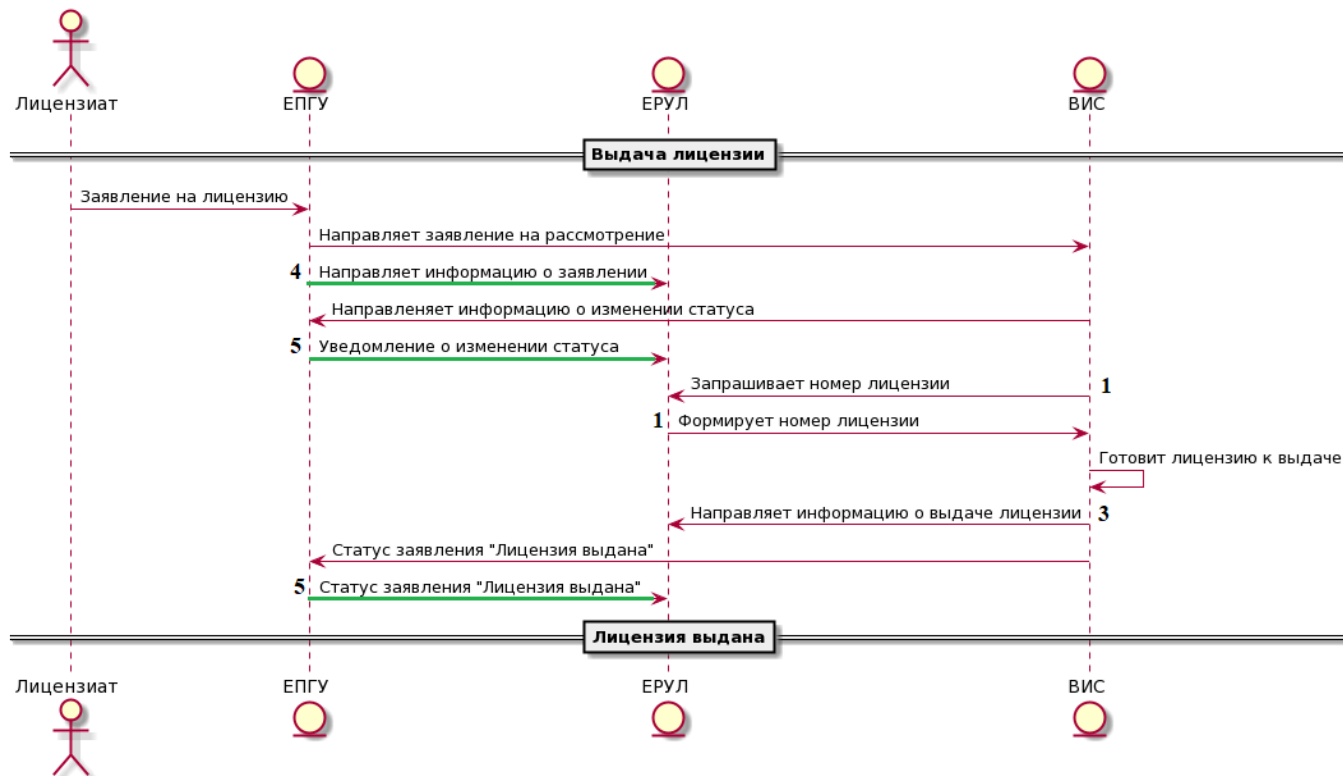 Лицензиат
ЕПГУ
ЕРУЛ
ВИС
Выдача лицензии
Заявление на лицензию
Направляет заявление на рассмотрение
4 Направляет информацию о заявлении
Направленяет информацию о изменении статуса
5 Уведомление о изменении статуса
Запрашивает номер лицензии 1
1 Формирует номер лицензии
Готовит лицензию к выдаче
Направляет информацию о выдаче лицензии 3
Статус заявления "Лицензия выдана"
5 Статус заявления "Лицензия выдана"
Лицензия выдана
Лицензиат
ЕПГУ
ЕРУЛ
ВИС